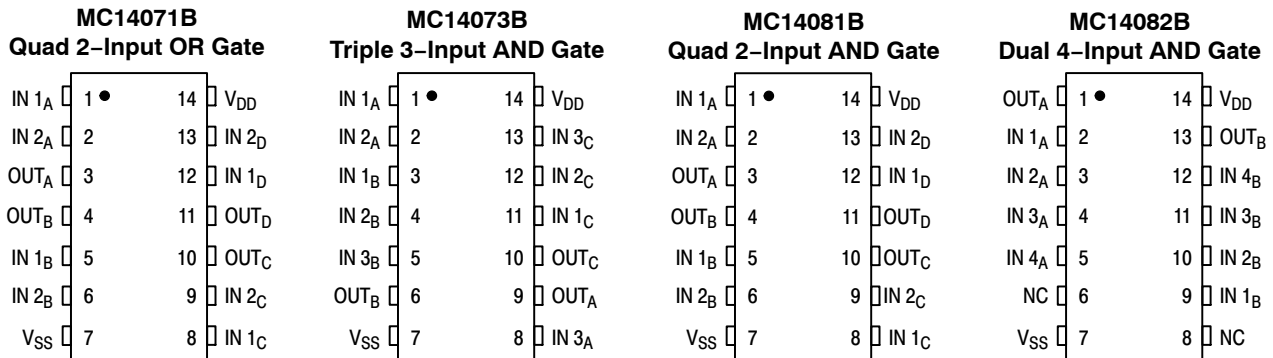 MC14071B
Quad 2−Input OR Gate
IN 1A 1 14 VDD
IN 2A 2 13 IN 2D
OUTA 3 12 IN 1D
OUTB 4 11 OUTD
IN 1B 5 10 OUTC
IN 2B 6 9 IN 2C
VSS 7 8 IN 1C
MC14073B
Triple 3−Input AND Gate
IN 1A 1 14 VDD
IN 2A 2 13 IN 3C
IN 1B 3 12 IN 2C
IN 2B 4 11 IN 1C
IN 3B 5 10 OUTC
OUTB 6 9 OUTA
VSS 7 8 IN 3A
MC14081B
Quad 2−Input AND Gate
IN 1A 1 14 VDD
IN 2A 2 13 IN 2D
OUTA 3 12 IN 1D
OUTB 4 11 OUTD
IN 1B 5 10 OUTC
IN 2B 6 9 IN 2C
VSS 7 8 IN 1C
MC14082B
Dual 4−Input AND Gate
OUTA 1 14 VDD
IN 1A 2 13 OUTB
IN 2A 3 12 IN 4B
IN 3A 4 11 IN 3B
IN 4A 5 10 IN 2B
NC 6 9 IN 1B
VSS 7 8 NC